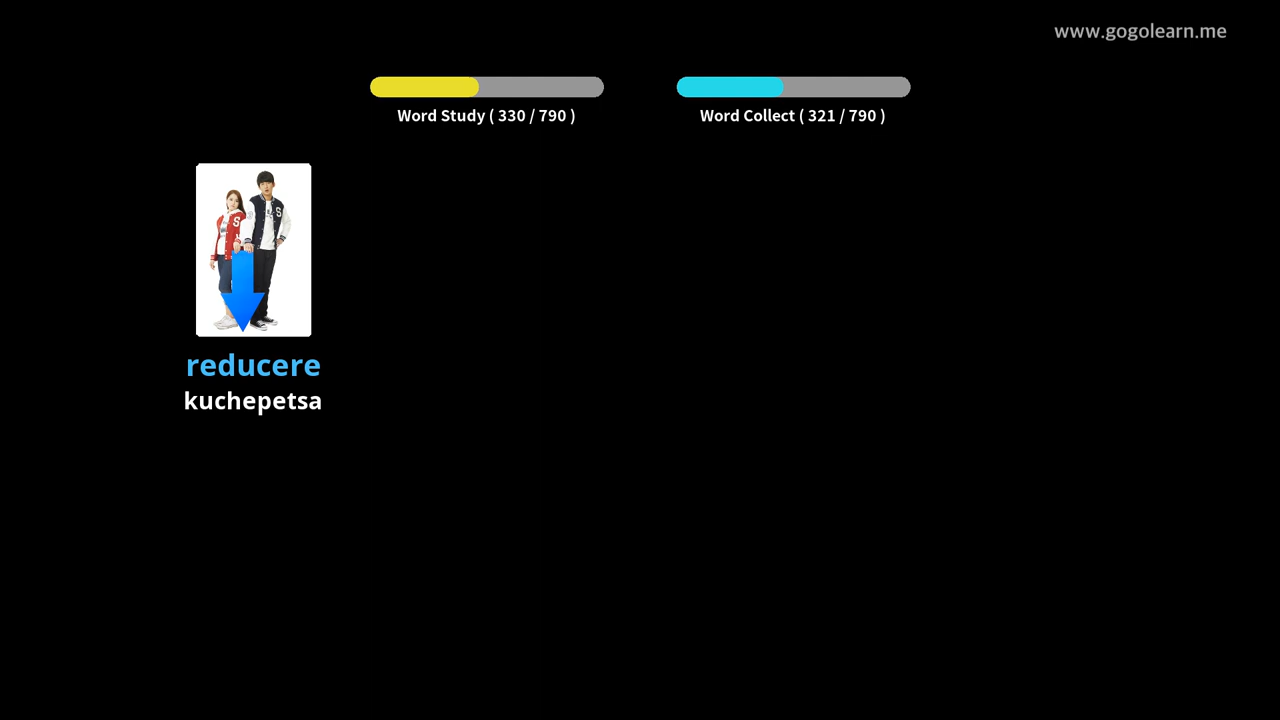 www.gogolearn.me
Word Study ( 330 / 790 )
Word Collect ( 321 / 790 )
S
S
reducere
kuchepetsa